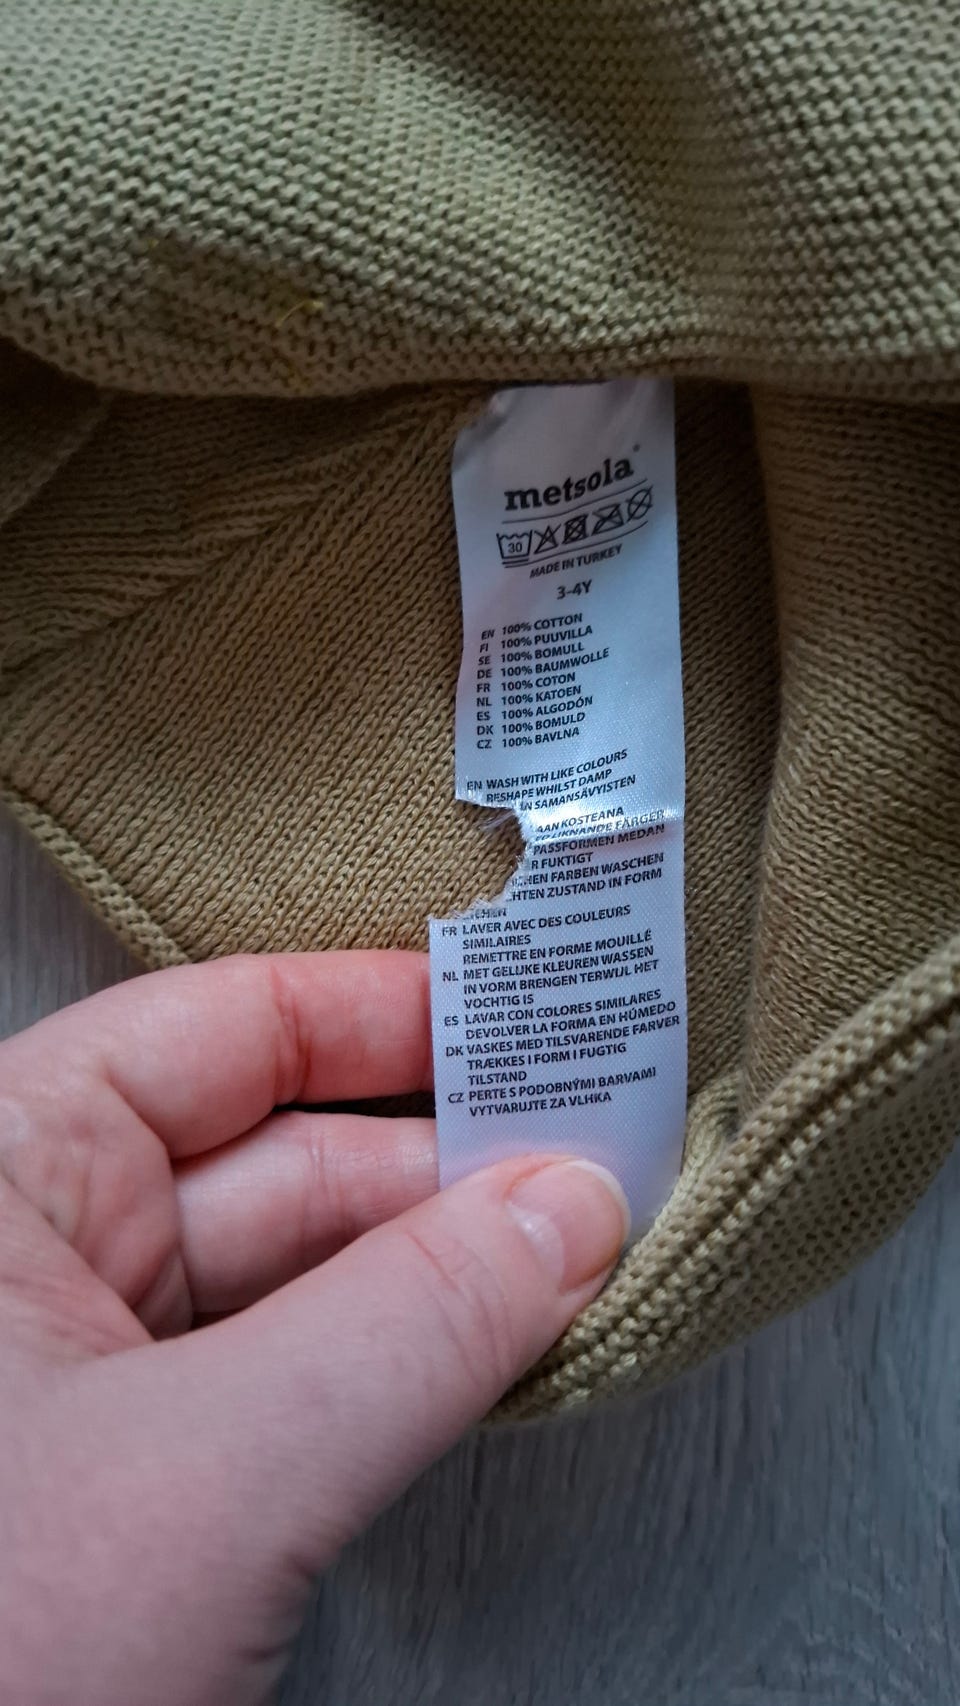 metsola
30
MADE IN TURKEY
3-4Y
EN 100% COTTON
FI 100% PUUVILLA
SE 100% BOMULL
DE 100% BAUMWOLLE
FR 100% COTON
NL 100% KATOEN
ES 100% ALGODÓN
DK 100% BOMULD
CZ 100% BAVLNA
EN WASH WITH LIKE COLOURS
RESHAPE WHILST DAMP
SAMANSÄVYISTEN
KOSTEANA
LIKNANDE FÄRGER
PASSFORMEN MEDAN
R FUKTIGT
FARBEN WASCHEN
ZUSTAND IN FORM
FR LAVER AVEC DES COULEURS
SIMILAIRES
REMETTRE EN FORME MOUILLÉ
NL MET GELIJKE KLEUREN WASSEN
IN VORM BRENGEN TERWIJL HET
VOCHTIG IS
ES LAVAR CON COLORES SIMILARES
DEVOLVER LA FORMA EN HÚMEDO
DK VASKES MED TILSVARENDE FARVER
TRÆKKES I FORM I FUGTIG
TILSTAND
CZ PERTE S PODOBNÝMI BARVAMI
VYTVARUJTE ZA VLHKA